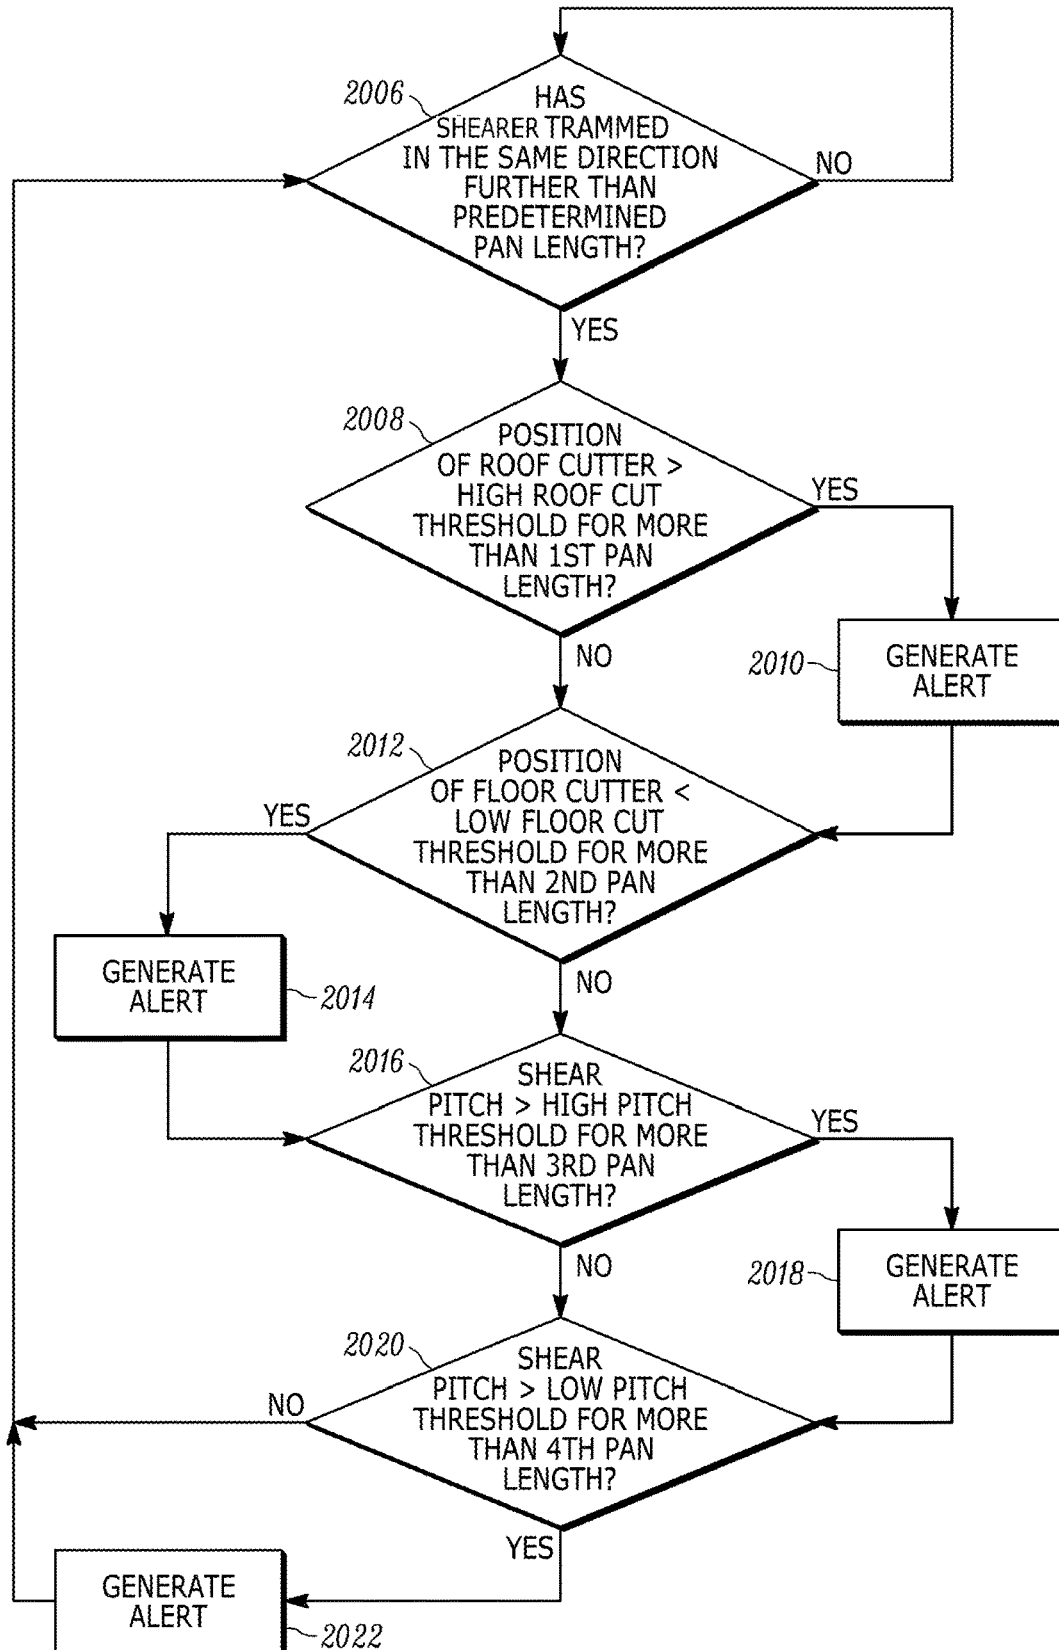 2006
HAS
SHEARER TRAMMED
IN THE SAME DIRECTION
FURTHER THAN
PREDETERMINED
PAN LENGTH?
NO
YES
2008
POSITION
OF ROOF CUTTER >
HIGH ROOF CUT
THRESHOLD FOR MORE
THAN 1ST PAN
LENGTH?
YES
NO
2010
GENERATE
ALERT
2012
POSITION
OF FLOOR CUTTER <
LOW FLOOR CUT
THRESHOLD FOR MORE
THAN 2ND PAN
LENGTH?
YES
NO
GENERATE
ALERT
2014
2016
SHEAR
PITCH > HIGH PITCH
THRESHOLD FOR MORE
THAN 3RD PAN
LENGTH?
YES
NO
2018
GENERATE
ALERT
2020
SHEAR
PITCH > LOW PITCH
THRESHOLD FOR MORE
THAN 4TH PAN
LENGTH?
NO
YES
GENERATE
ALERT
2022